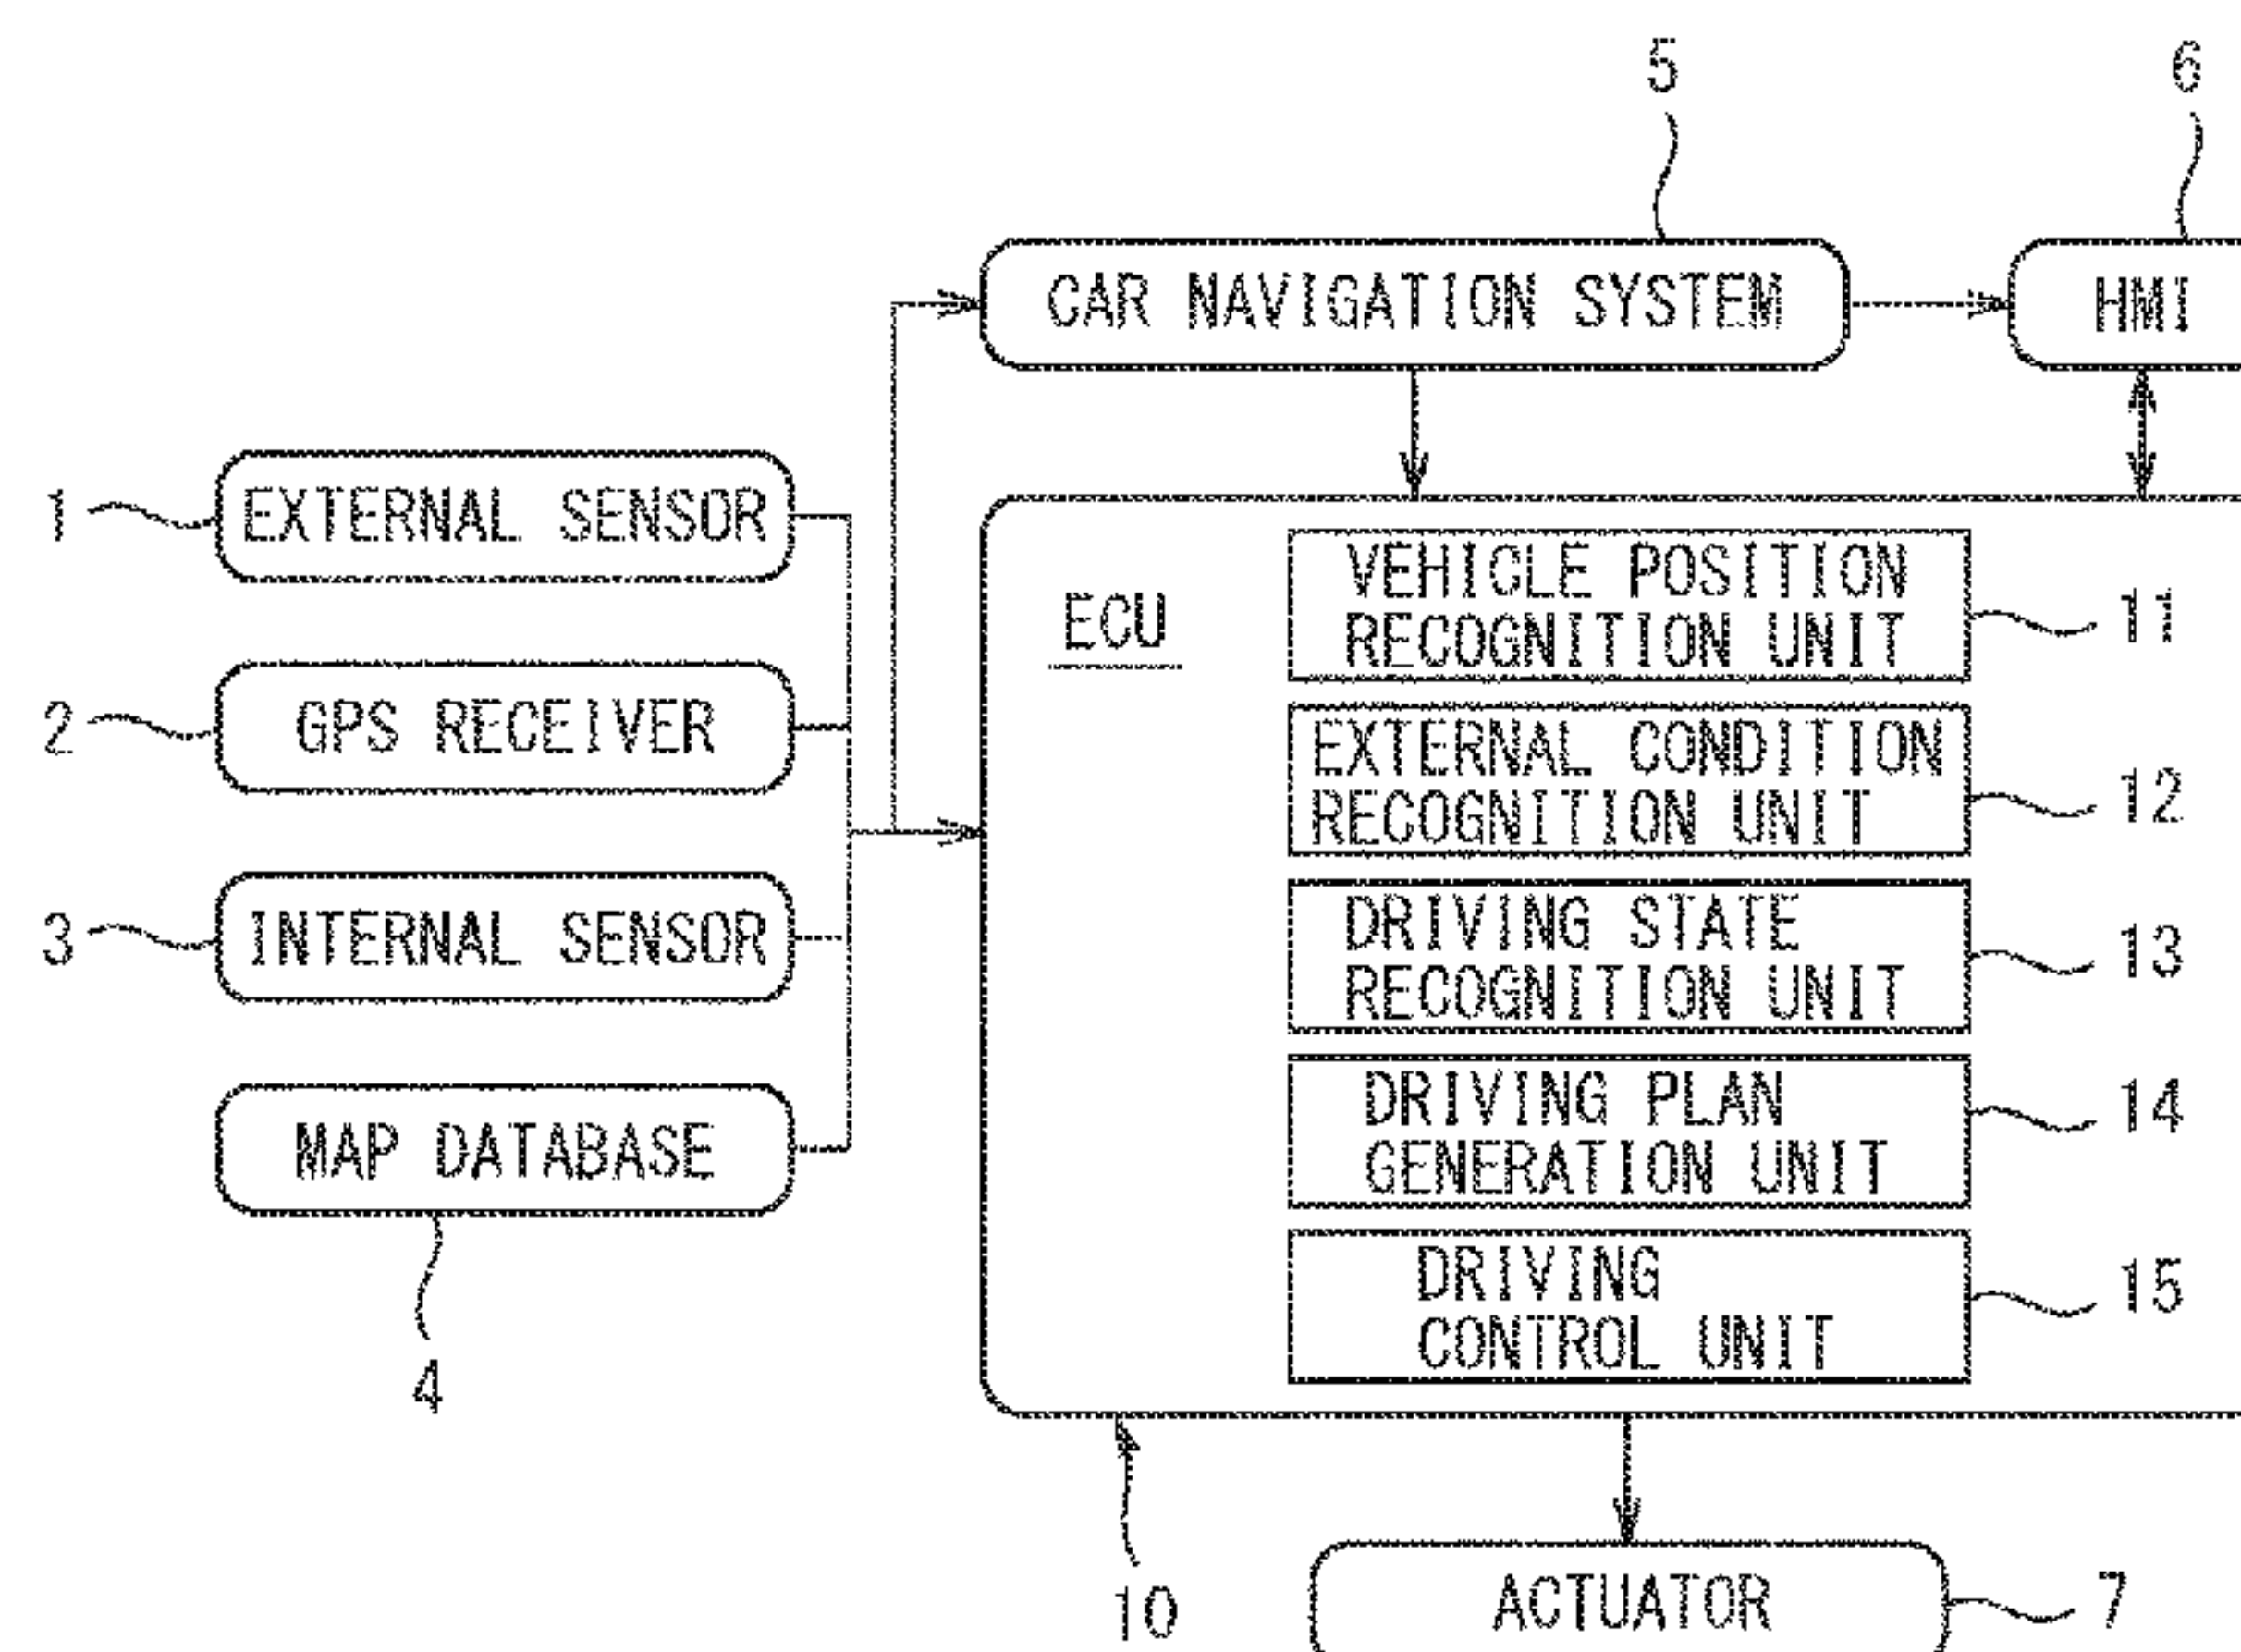 5
6
CAR NAVIGATION SYSTEM
HMI
1
EXTERNAL SENSOR
ECU
VEHICLE POSITION
RECOGNITION UNIT
11
2
GPS RECEIVER
EXTERNAL CONDITION
RECOGNITION UNIT
12
3
INTERNAL SENSOR
DRIVING STATE
RECOGNITION UNIT
13
MAP DATABASE
4
DRIVING PLAN
GENERATION UNIT
14
DRIVING
CONTROL UNIT
15
10
ACTUATOR
7